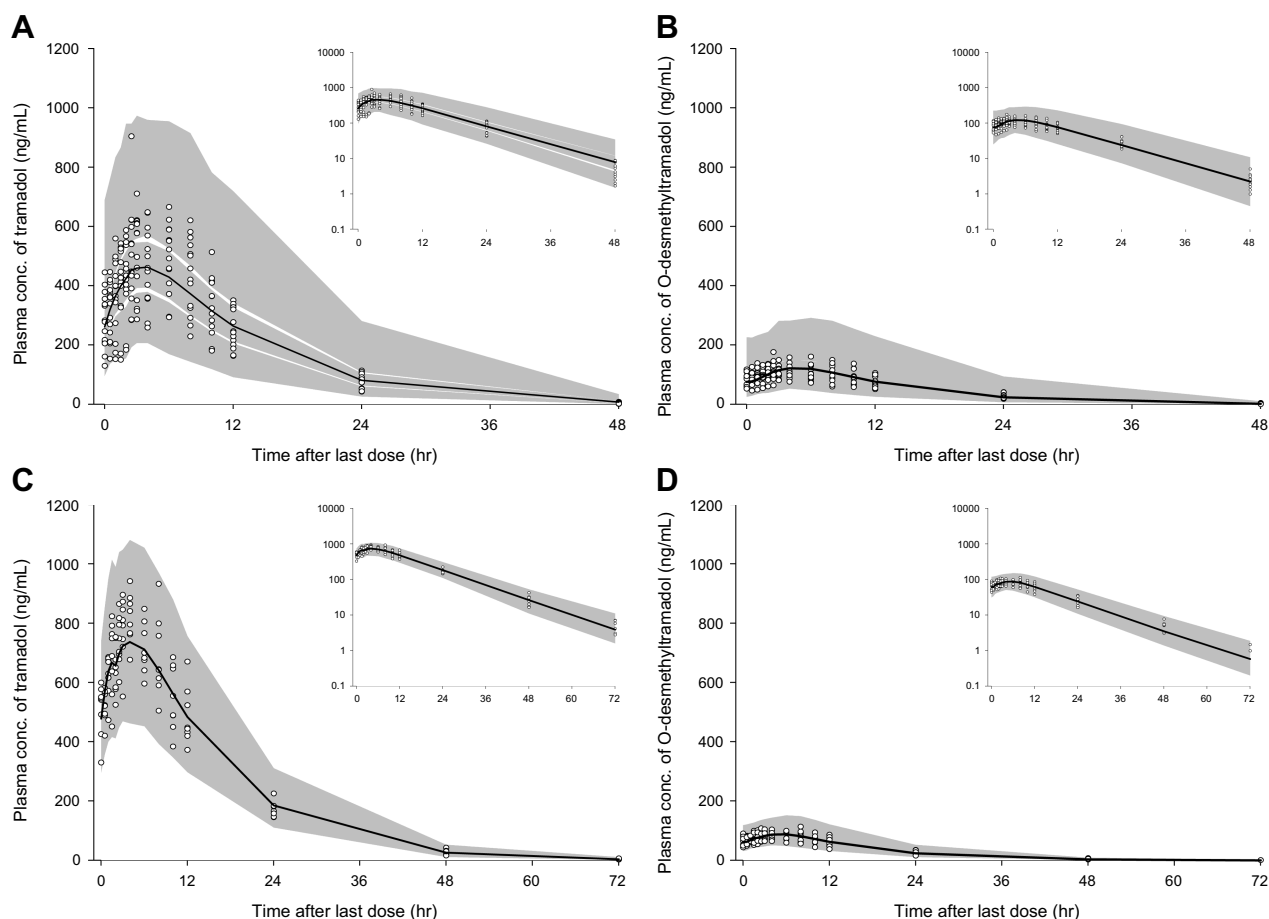 A
Plasma conc. of tramadol (ng/mL)
1200
1000
800
600
400
200
0
0 12 24 36 48
Time after last dose (hr)
10000
1000
100
10
1
0.1
0 12 24 36 48
B
Plasma conc. of O-desmethyltramadol (ng/mL)
1200
1000
800
600
400
200
0
0 12 24 36 48
Time after last dose (hr)
10000
1000
100
10
1
0.1
0 12 24 36 48
C
Plasma conc. of tramadol (ng/mL)
1200
1000
800
600
400
200
0
0 12 24 36 48 60 72
Time after last dose (hr)
10000
1000
100
10
1
0.1
0 12 24 36 48 60 72
D
Plasma conc. of O-desmethyltramadol (ng/mL)
1200
1000
800
600
400
200
0
0 12 24 36 48 60 72
Time after last dose (hr)
10000
1000
100
10
1
0.1
0 12 24 36 48 60 72